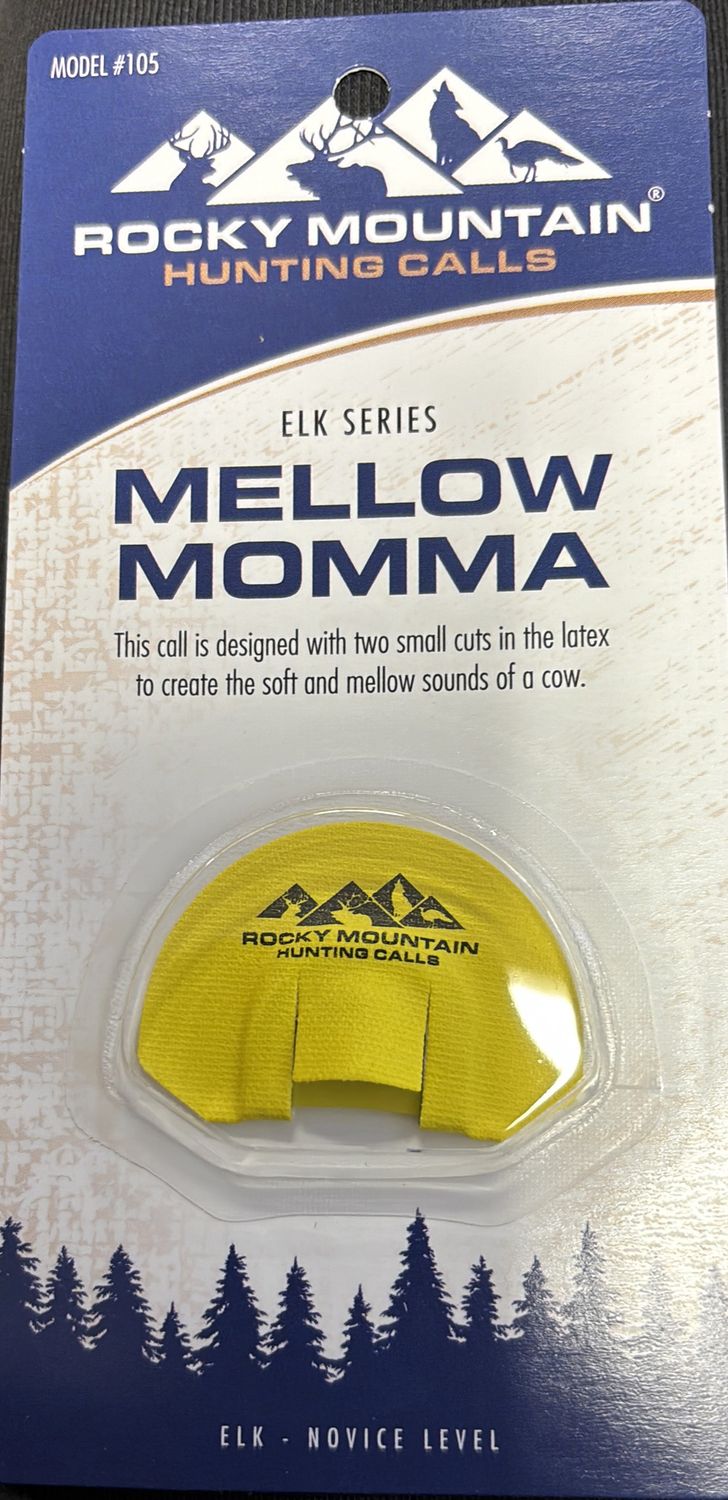 MODEL #105
ROCKY MOUNTAIN®
HUNTING CALLS
ELK SERIES
MELLOW
MOMMA
This call is designed with two small cuts in the latex
to create the soft and mellow sounds of a cow.
ROCKY MOUNTAIN
HUNTING CALLS
ELK - NOVICE LEVEL